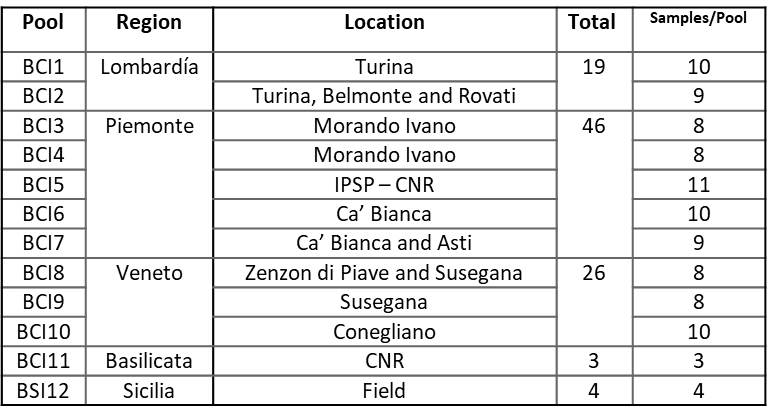 Pool Region Location Total Samples/Pool
BCI1 Lombardía Turina 19 10
BCI2 Turina, Belmonte and Rovati 9
BCI3 Piemonte Morando Ivano 46 8
BCI4 Morando Ivano 8
BCI5 IPSP – CNR 11
BCI6 Ca’ Bianca 10
BCI7 Ca’ Bianca and Asti 9
BCI8 Veneto Zenzon di Piave and Susegana 26 8
BCI9 Susegana 8
BCI10 Conegliano 10
BCI11 Basilicata CNR 3 3
BSI12 Sicilia Field 4 4